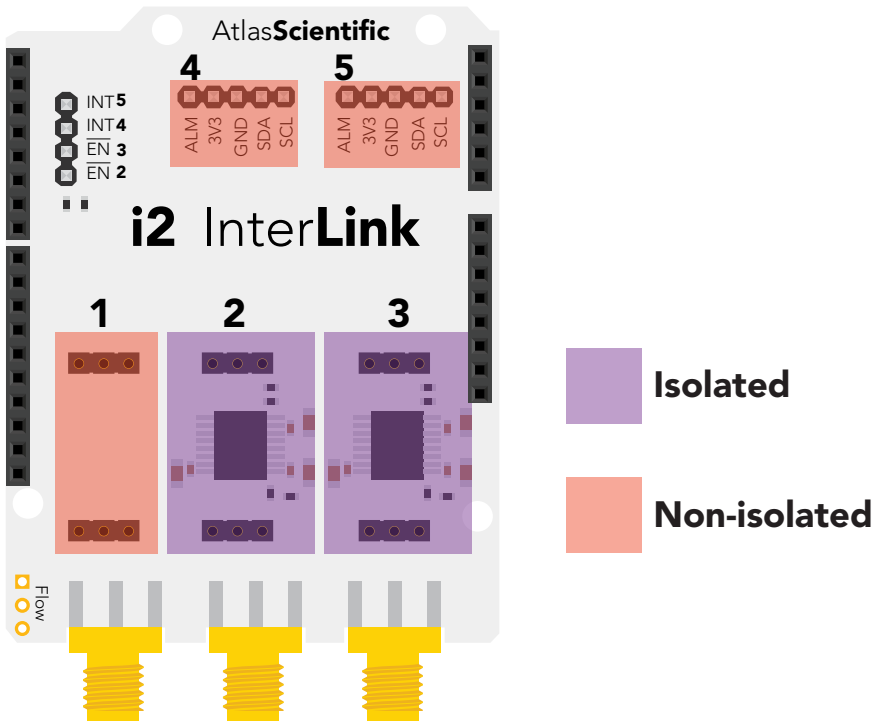 AtlasScientific
4
5
INT5
INT4
EN 3
EN 2
ALM
3V3
GND
SDA
SCL
ALM
3V3
GND
SDA
SCL
i2 InterLink
1
2
3
Isolated
Non-isolated
Flow